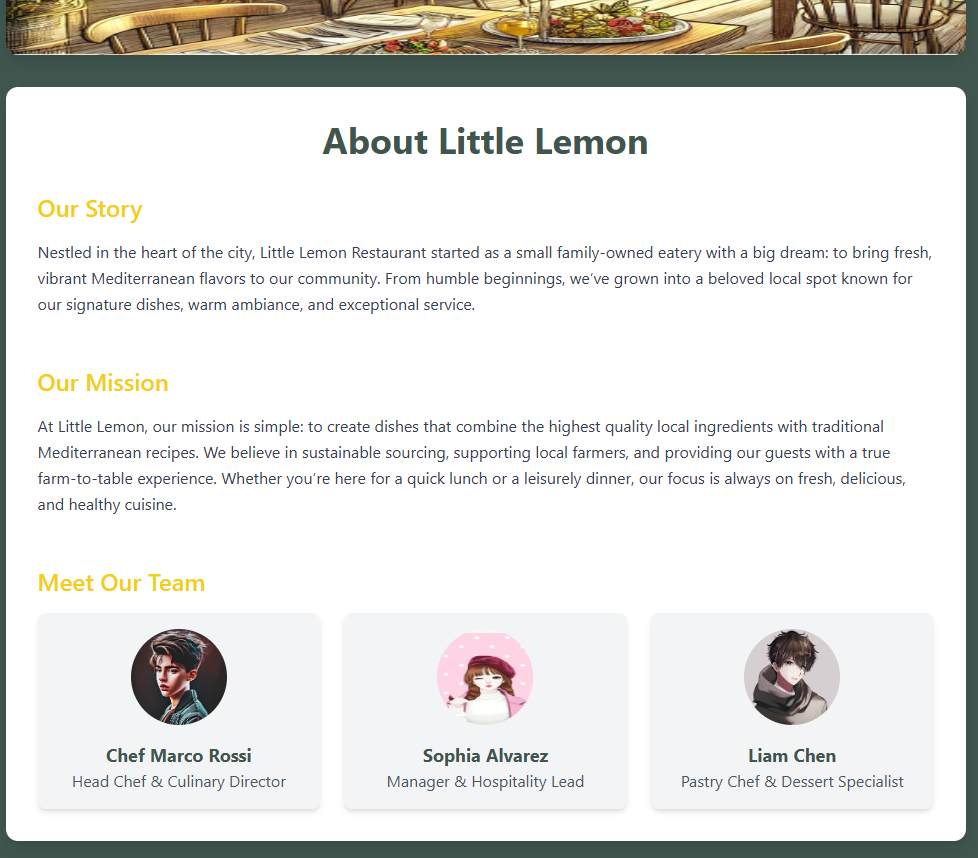 About Little Lemon
Our Story
Nestled in the heart of the city, Little Lemon Restaurant started as a small family-owned eatery with a big dream: to bring fresh,
vibrant Mediterranean flavors to our community. From humble beginnings, we’ve grown into a beloved local spot known for
our signature dishes, warm ambiance, and exceptional service.
Our Mission
At Little Lemon, our mission is simple: to create dishes that combine the highest quality local ingredients with traditional
Mediterranean recipes. We believe in sustainable sourcing, supporting local farmers, and providing our guests with a true
farm-to-table experience. Whether you’re here for a quick lunch or a leisurely dinner, our focus is always on fresh, delicious,
and healthy cuisine.
Meet Our Team
Chef Marco Rossi
Head Chef & Culinary Director
Sophia Alvarez
Manager & Hospitality Lead
Liam Chen
Pastry Chef & Dessert Specialist